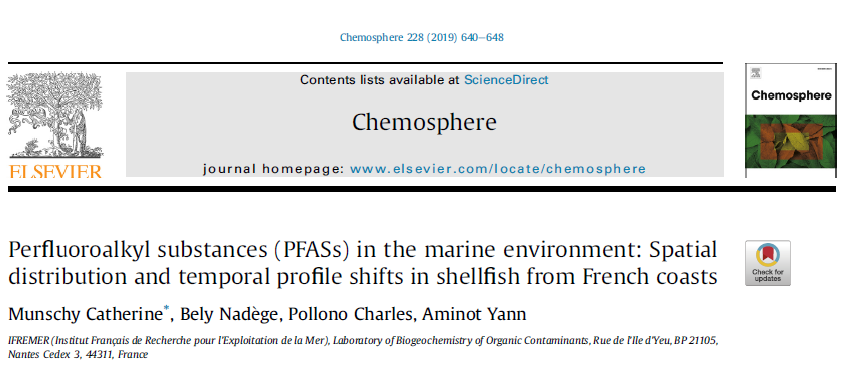 Chemosphere 228 (2019) 640–648
Contents lists available at ScienceDirect
Chemosphere
journal homepage: www.elsevier.com/locate/chemosphere
ELSEVIER
Chemosphere
Perfluoroalkyl substances (PFASs) in the marine environment: Spatial
distribution and temporal profile shifts in shellfish from French coasts
Check for
updates
Munschy Catherine*, Bely Nadège, Pollono Charles, Aminot Yann
IFREMER (Institut Français de Recherche pour l'Exploitation de la Mer), Laboratory of Biogeochemistry of Organic Contaminants, Rue de l'Ile d'Yeu, BP 21105,
Nantes Cedex 3, 44311, France